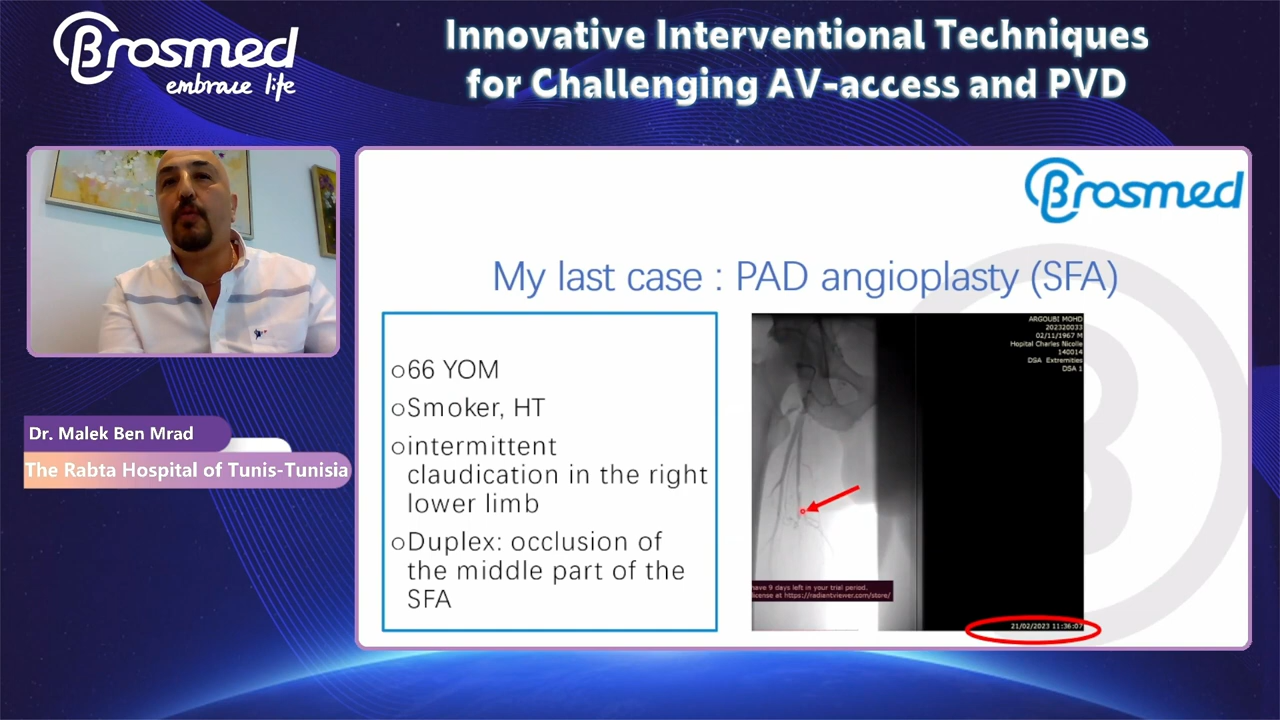 Brosmed
embrace life
Innovative Interventional Techniques
for Challenging AV-access and PVD
Brosmed
My last case : PAD angioplasty (SFA)
66 YOM
Smoker, HT
intermittent
claudication in the right
lower limb
Duplex: occlusion of
the middle part of the
SFA
ARGOUBI MOHD
202320033
02/11/1967 M
Hopital Charles Nicolle
140014
DSA Extremities
DSA 1
have 9 days left in your trial period.
license at https://radiantviewer.com/store/
21/02/2023 11:36:07
Dr. Malek Ben Mrad
The Rabta Hospital of Tunis-Tunisia